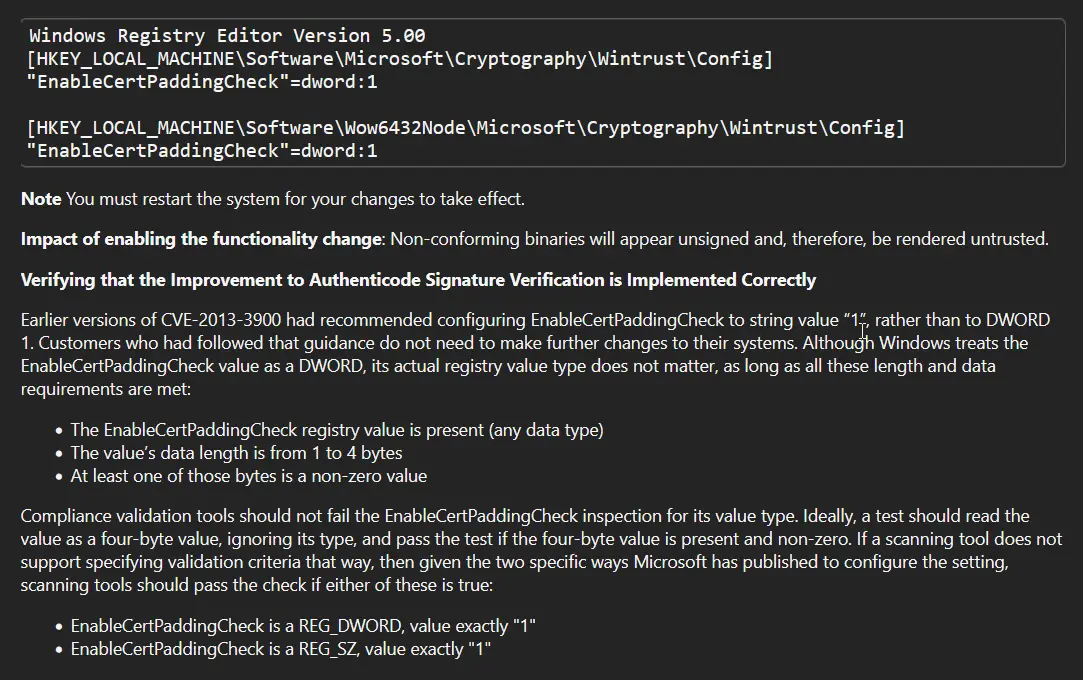 Windows Registry Editor Version 5.00
[HKEY_LOCAL_MACHINE\Software\Microsoft\Cryptography\Wintrust\Config]
"EnableCertPaddingCheck"=dword:1
[HKEY_LOCAL_MACHINE\Software\Wow6432Node\Microsoft\Cryptography\Wintrust\Config]
"EnableCertPaddingCheck"=dword:1
Note You must restart the system for your changes to take effect.
Impact of enabling the functionality change: Non-conforming binaries will appear unsigned and, therefore, be rendered untrusted.
Verifying that the Improvement to Authenticode Signature Verification is Implemented Correctly
Earlier versions of CVE-2013-3900 had recommended configuring EnableCertPaddingCheck to string value “1”, rather than to DWORD
1. Customers who had followed that guidance do not need to make further changes to their systems. Although Windows treats the
EnableCertPaddingCheck value as a DWORD, its actual registry value type does not matter, as long as all these length and data
requirements are met:
• The EnableCertPaddingCheck registry value is present (any data type)
• The value’s data length is from 1 to 4 bytes
• At least one of those bytes is a non-zero value
Compliance validation tools should not fail the EnableCertPaddingCheck inspection for its value type. Ideally, a test should read the
value as a four-byte value, ignoring its type, and pass the test if the four-byte value is present and non-zero. If a scanning tool does not
support specifying validation criteria that way, then given the two specific ways Microsoft has published to configure the setting,
scanning tools should pass the check if either of these is true:
• EnableCertPaddingCheck is a REG_DWORD, value exactly "1"
• EnableCertPaddingCheck is a REG_SZ, value exactly "1"